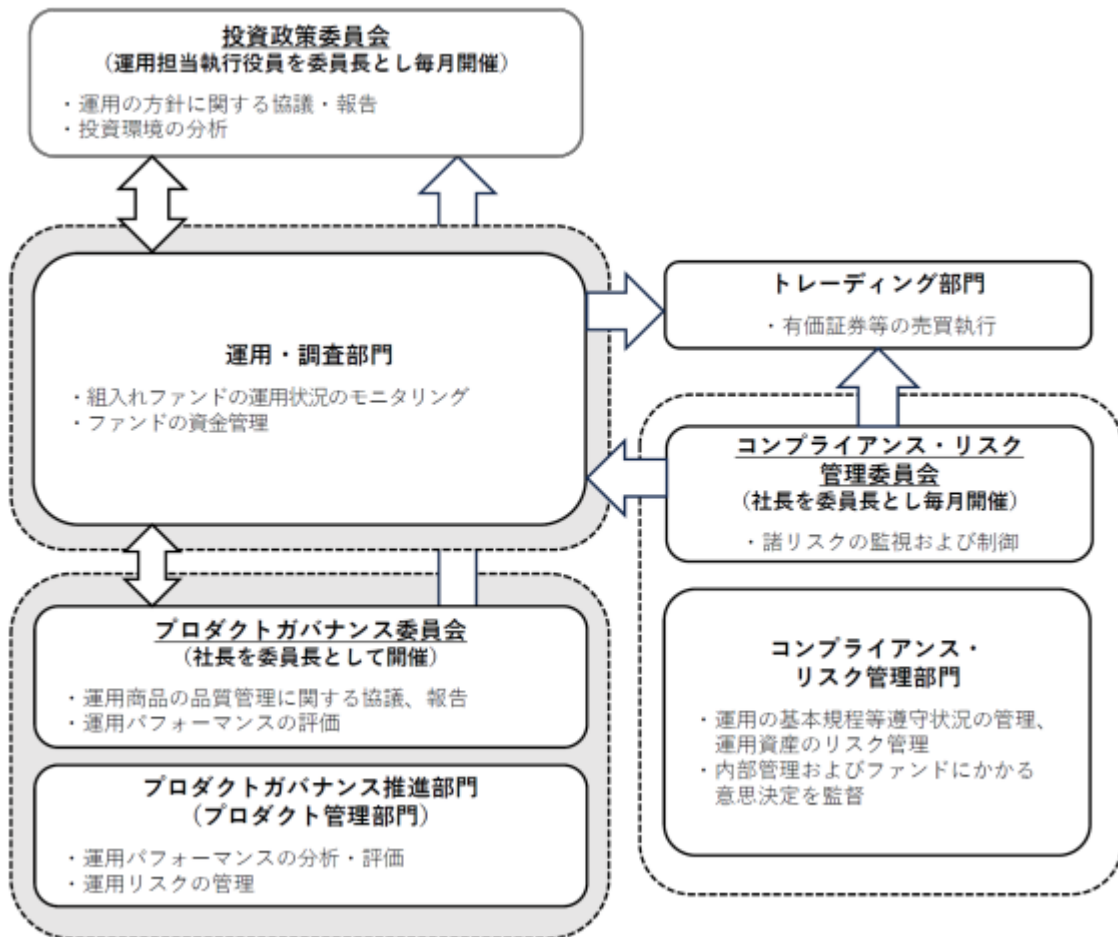 投資政策委員会
（運用担当執行役員を委員長とし毎月開催）
・運用の方針に関する協議・報告
・投資環境の分析
運用・調査部門
・組入れファンドの運用状況のモニタリング
・ファンドの資金管理
トレーディング部門
・有価証券等の売買執行
コンプライアンス・リスク
管理委員会
（社長を委員長とし毎月開催）
・諸リスクの監視および制御
コンプライアンス・
リスク管理部門
・運用の基本規程等遵守状況の管理、
運用資産のリスク管理
・内部管理およびファンドにかかる
意思決定を監督
プロダクトガバナンス委員会
（社長を委員長として開催）
・運用商品の品質管理に関する協議、報告
・運用パフォーマンスの評価
プロダクトガバナンス推進部門
（プロダクト管理部門）
・運用パフォーマンスの分析・評価
・運用リスクの管理